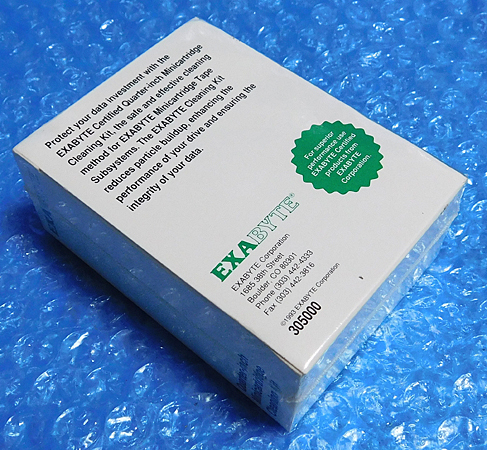 Protect your data investment with the
EXABYTE Certified Quarter-Inch Minicartridge
Cleaning Kit, the safe and effective cleaning
method for EXABYTE Minicartridge Tape
Subsystems. The EXABYTE Cleaning Kit
reduces particle buildup, enhancing the
performance of your drive and ensuring the
integrity of your data.
For superior
performance use
EXABYTE Certified
products from
EXABYTE
Corporation.
EXABYTE®
EXABYTE Corporation
1685 38th Street
Boulder, CO 80301
Phone (303) 442-4333
Fax (303) 442-3816
©1993 EXABYTE Corporation
305000